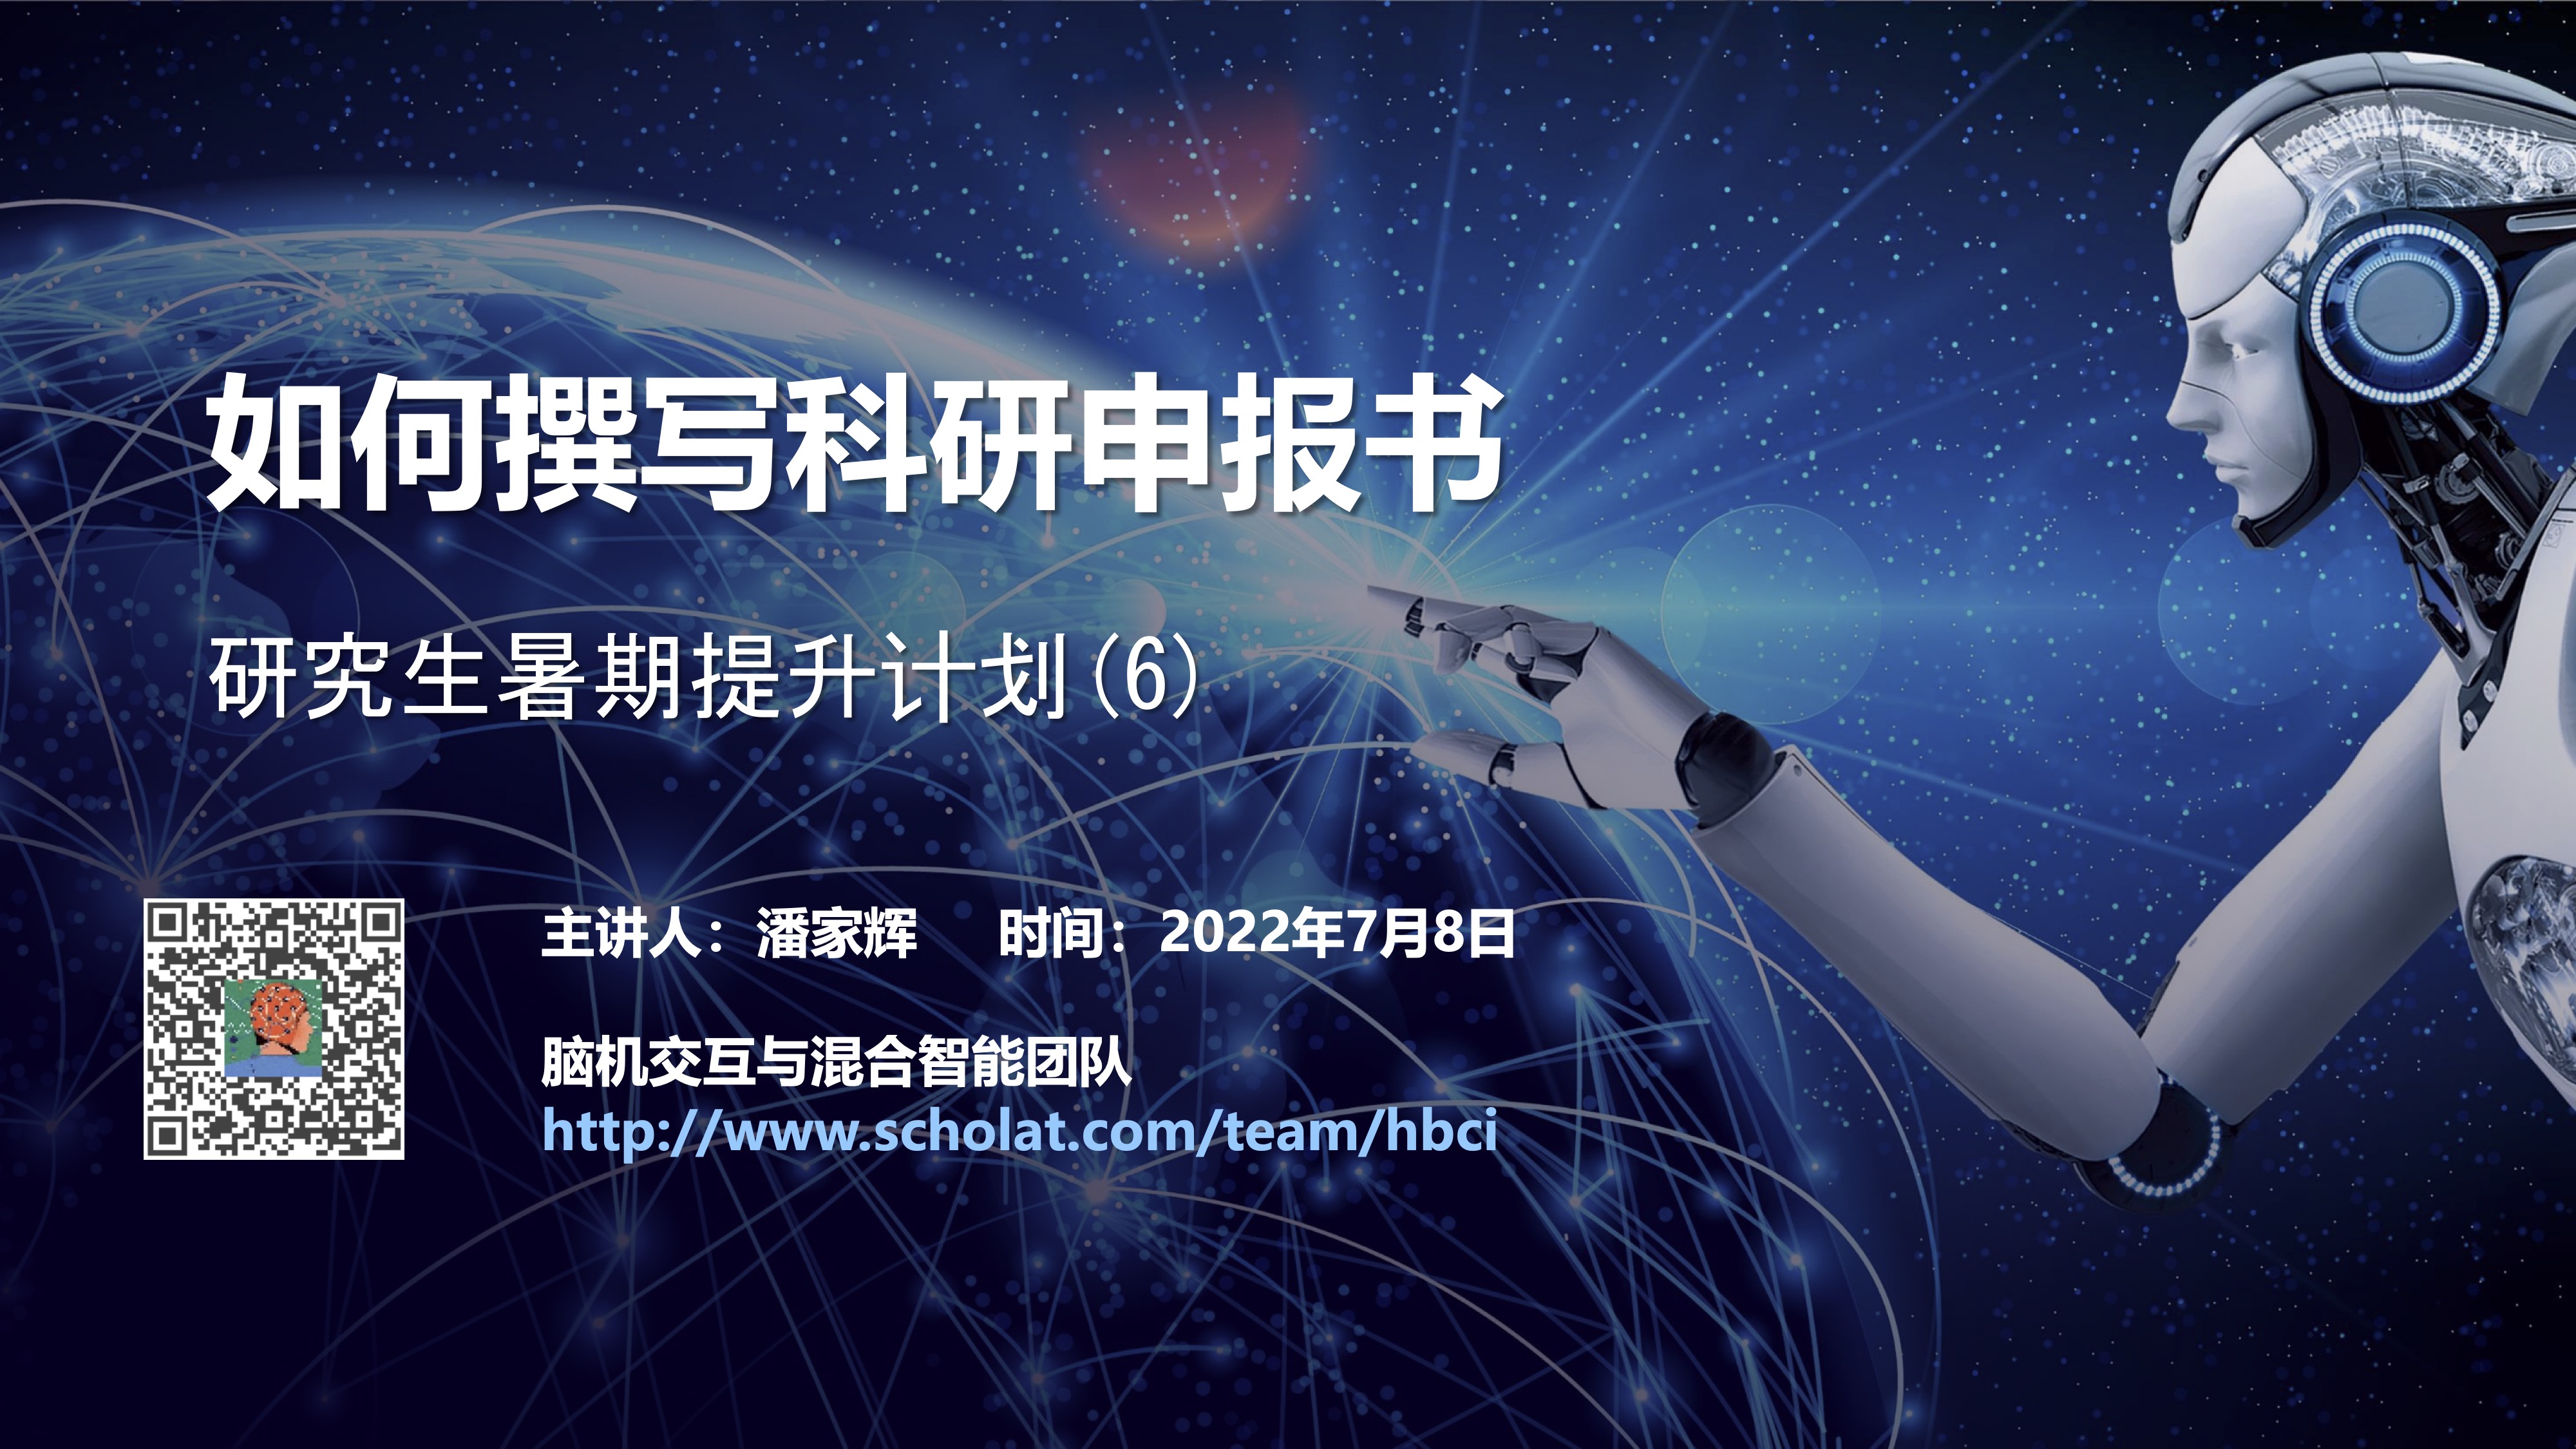 如何撰写科研申报书
研究生暑期提升计划(6)
主讲人：潘家辉 时间：2022年7月8日
脑机交互与混合智能团队
http://www.scholat.com/team/hbci